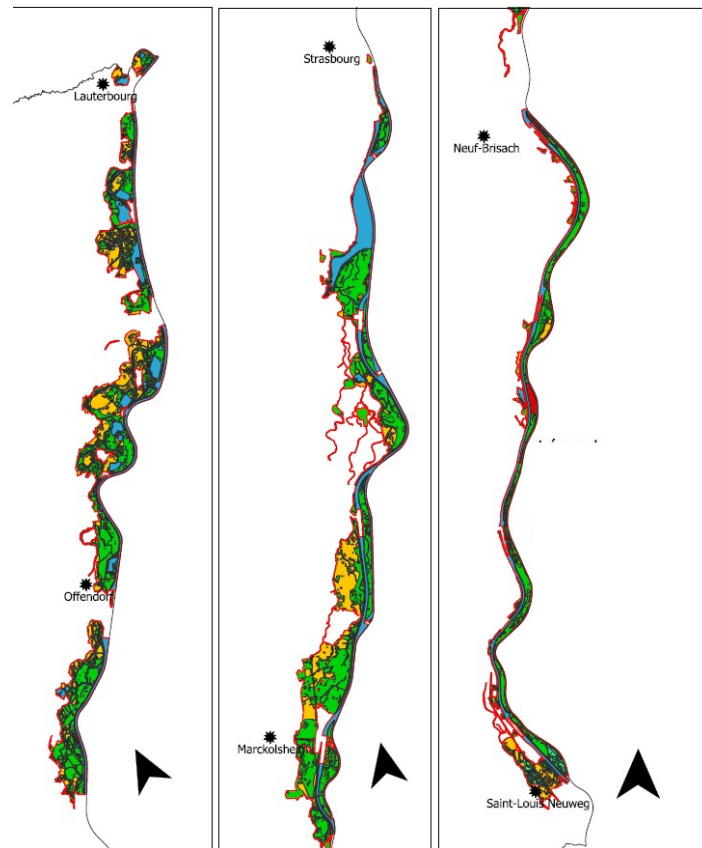 Lauterbourg
Offendorf
Strasbourg
Marckolsheim
Neuf-Brisach
Saint-Louis Neuweg